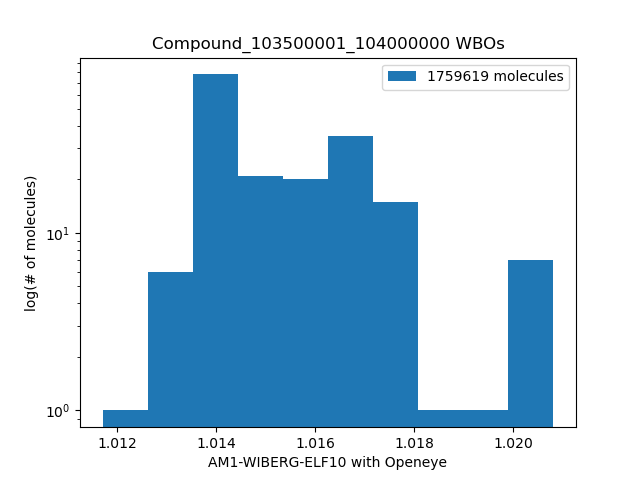 Compound_103500001_104000000 WBOs
1759619 molecules
log(# of molecules)
10¹
10⁰
1.012 1.014 1.016 1.018 1.020
AM1-WIBERG-ELF10 with Openeye